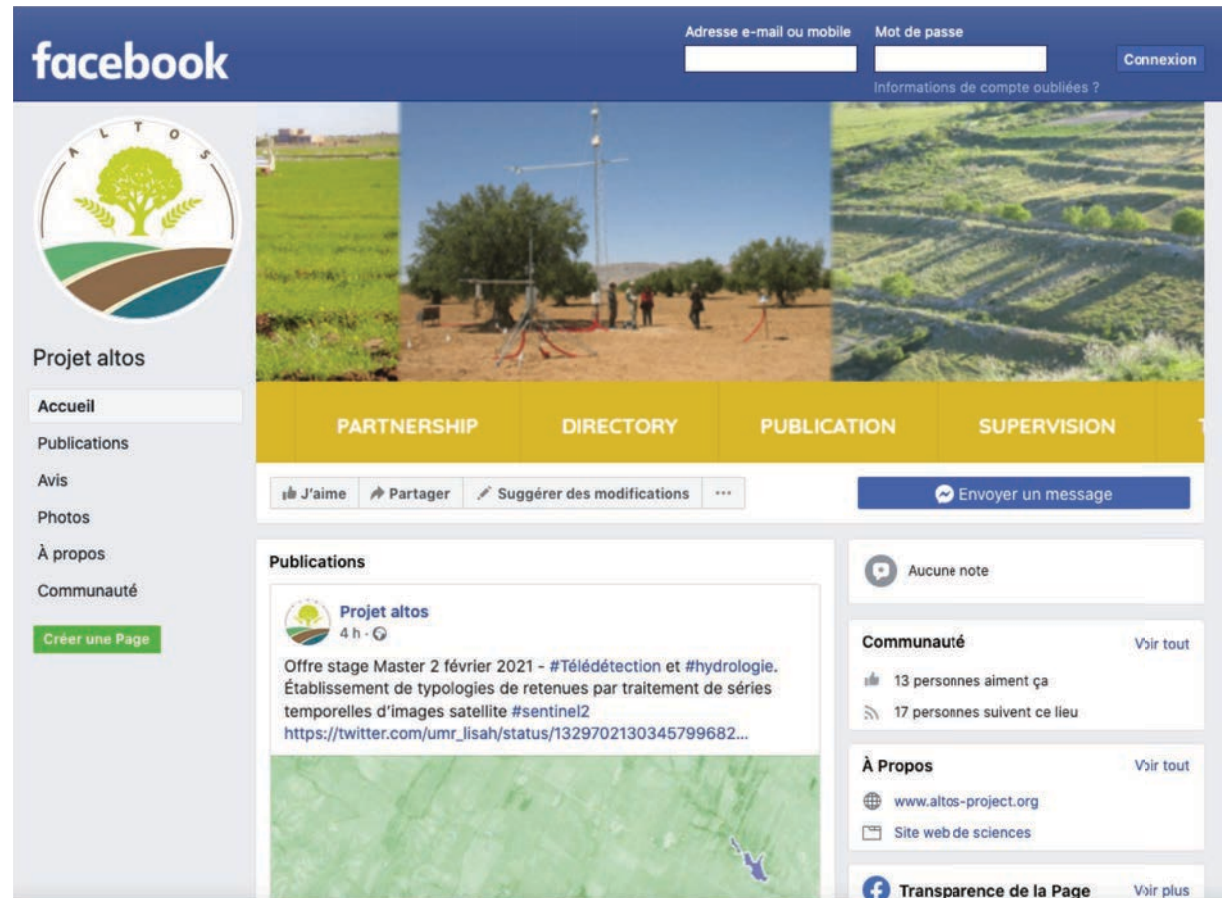 facebook
Adresse e-mail ou mobile
Mot de passe
Connexion
Informations de compte oubliées ?
ALTOS
Projet altos
Accueil
Publications
Avis
Photos
À propos
Communauté
Créer une Page
PARTNERSHIP DIRECTORY PUBLICATION SUPERVISION T
J'aime Partager Suggérer des modifications ...
Envoyer un message
Publications
Projet altos
4 h ·
Offre stage Master 2 février 2021 - #Télédétection et #hydrologie.
Établissement de typologies de retenues par traitement de séries
temporelles d'images satellite #sentinel2
https://twitter.com/umr_lisah/status/1329702130345799682...
Aucune note
Communauté Voir tout
13 personnes aiment ça
17 personnes suivent ce lieu
À Propos Voir tout
www.altos-project.org
Site web de sciences
Transparence de la Page Voir plus